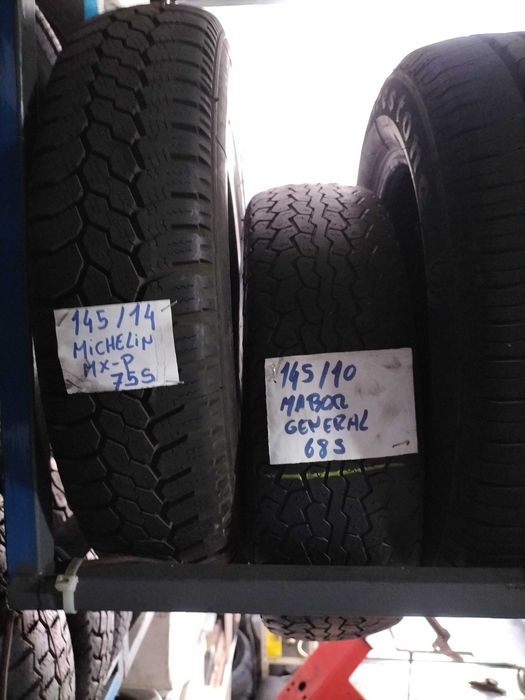 145/14
MICHELIN
MX-P
75S
145/10
MABOR
GENERAL
68S